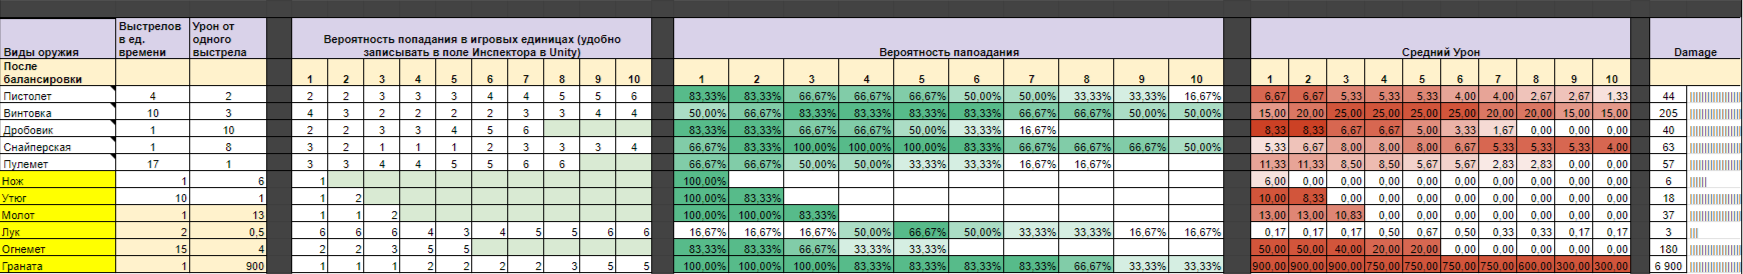 Виды оружия Выстрелов в ед. времени Урон от одного выстрела Вероятность попадания в игровых единицах (удобно записывать в поле Инспектора в Unity) Вероятность папоадания Средний Урон Damage
После балансировки 1 2 3 4 5 6 7 8 9 10 1 2 3 4 5 6 7 8 9 10 1 2 3 4 5 6 7 8 9 10
Пистолет 4 2 2 2 3 3 3 4 4 5 5 6 83,33% 83,33% 66,67% 66,67% 66,67% 50,00% 50,00% 33,33% 33,33% 16,67% 6,67 6,67 5,33 5,33 5,33 4,00 4,00 2,67 2,67 1,33 44
Винтовка 10 3 4 3 2 2 2 2 3 3 4 4 50,00% 66,67% 83,33% 83,33% 83,33% 83,33% 66,67% 66,67% 50,00% 50,00% 15,00 20,00 25,00 25,00 25,00 25,00 20,00 20,00 15,00 15,00 205
Дробовик 1 10 2 2 3 3 4 5 6 83,33% 83,33% 66,67% 66,67% 50,00% 33,33% 16,67% 8,33 8,33 6,67 6,67 5,00 3,33 1,67 0,00 0,00 0,00 40
Снайперская 1 8 3 2 1 1 1 2 3 3 3 4 66,67% 83,33% 100,00% 100,00% 100,00% 83,33% 66,67% 66,67% 66,67% 50,00% 5,33 6,67 8,00 8,00 8,00 6,67 5,33 5,33 5,33 4,00 63
Пулемет 17 1 3 3 4 4 5 5 6 6 66,67% 66,67% 50,00% 50,00% 33,33% 33,33% 16,67% 16,67% 11,33 11,33 8,50 8,50 5,67 5,67 2,83 2,83 0,00 0,00 57
Нож 1 6 1 100,00% 6,00 0,00 0,00 0,00 0,00 0,00 0,00 0,00 0,00 0,00 6
Утюг 10 1 1 2 100,00% 83,33% 10,00 8,33 0,00 0,00 0,00 0,00 0,00 0,00 0,00 0,00 18
Молот 1 13 1 1 2 100,00% 100,00% 83,33% 13,00 13,00 10,83 0,00 0,00 0,00 0,00 0,00 0,00 0,00 37
Лук 2 0,5 6 6 6 4 3 4 5 5 6 6 16,67% 16,67% 16,67% 50,00% 66,67% 50,00% 33,33% 33,33% 16,67% 16,67% 0,17 0,17 0,17 0,50 0,67 0,50 0,33 0,33 0,17 0,17 3
Огнемет 15 4 2 2 3 5 5 83,33% 83,33% 66,67% 33,33% 33,33% 50,00 50,00 40,00 20,00 20,00 0,00 0,00 0,00 0,00 0,00 180
Граната 1 900 1 1 1 2 2 2 2 3 5 5 100,00% 100,00% 100,00% 83,33% 83,33% 83,33% 83,33% 66,67% 33,33% 33,33% 900,00 900,00 900,00 750,00 750,00 750,00 750,00 600,00 300,00 300,00 6 900